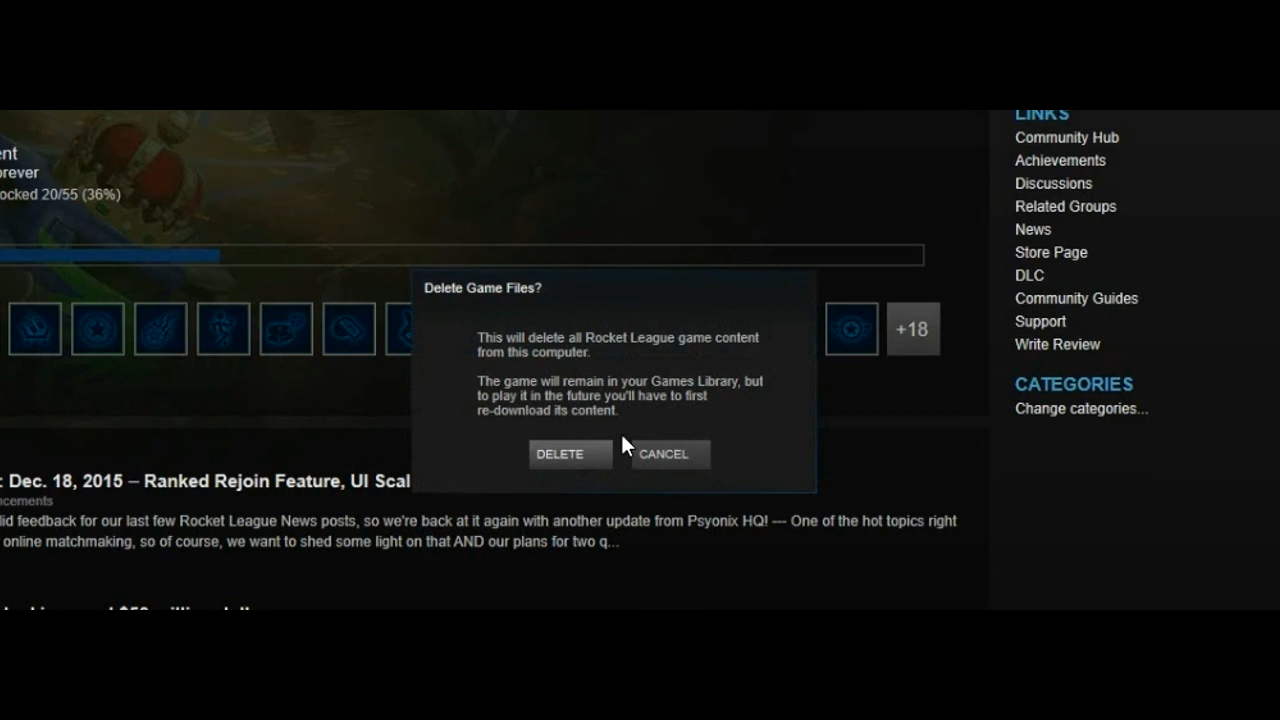 ent
orever
ocked 20/55 (36%)
+18
Delete Game Files?
This will delete all Rocket League game content
from this computer.
The game will remain in your Games Library, but
to play it in the future you'll have to first
re-download its content.
DELETE
CANCEL
: Dec. 18, 2015 – Ranked Rejoin Feature, UI Scal
ncements
lid feedback for our last few Rocket League News posts, so we're back at it again with another update from Psyonix HQ! --- One of the hot topics right
online matchmaking, so of course, we want to shed some light on that AND our plans for two q...
LINKS
Community Hub
Achievements
Discussions
Related Groups
News
Store Page
DLC
Community Guides
Support
Write Review
CATEGORIES
Change categories...